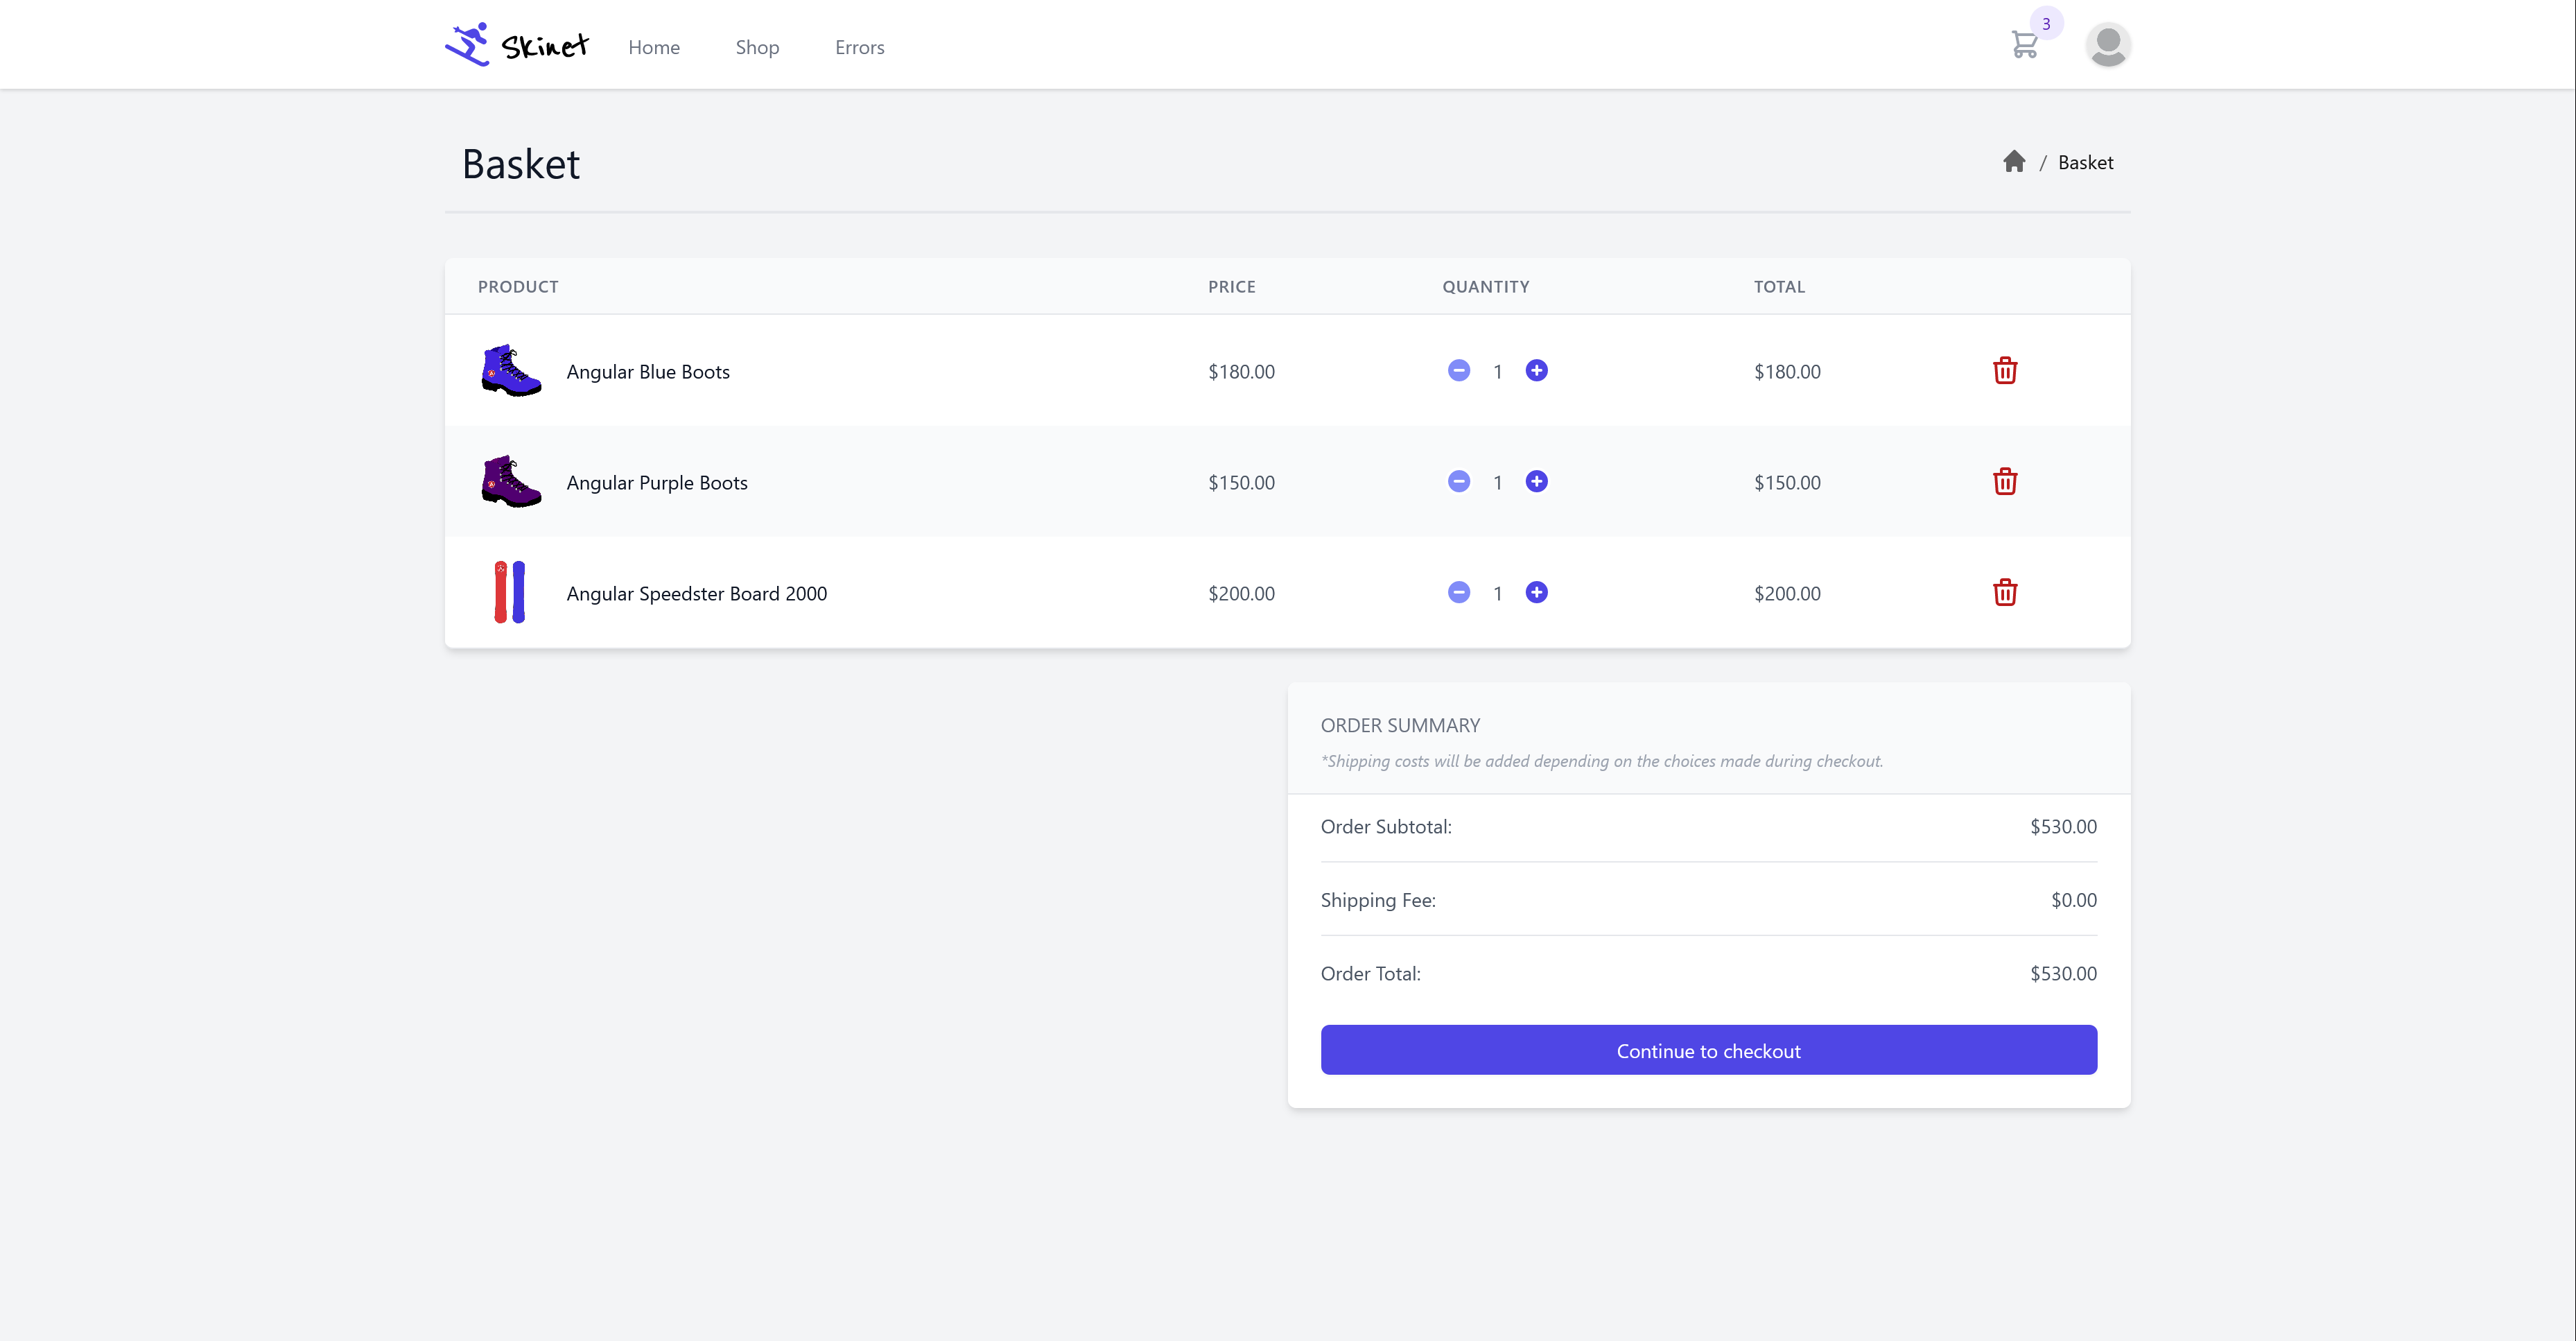 Skinet Home Shop Errors 3
Basket / Basket
PRODUCT PRICE QUANTITY TOTAL
Angular Blue Boots $180.00 1 $180.00
Angular Purple Boots $150.00 1 $150.00
Angular Speedster Board 2000 $200.00 1 $200.00
ORDER SUMMARY
*Shipping costs will be added depending on the choices made during checkout.
Order Subtotal: $530.00
Shipping Fee: $0.00
Order Total: $530.00
Continue to checkout